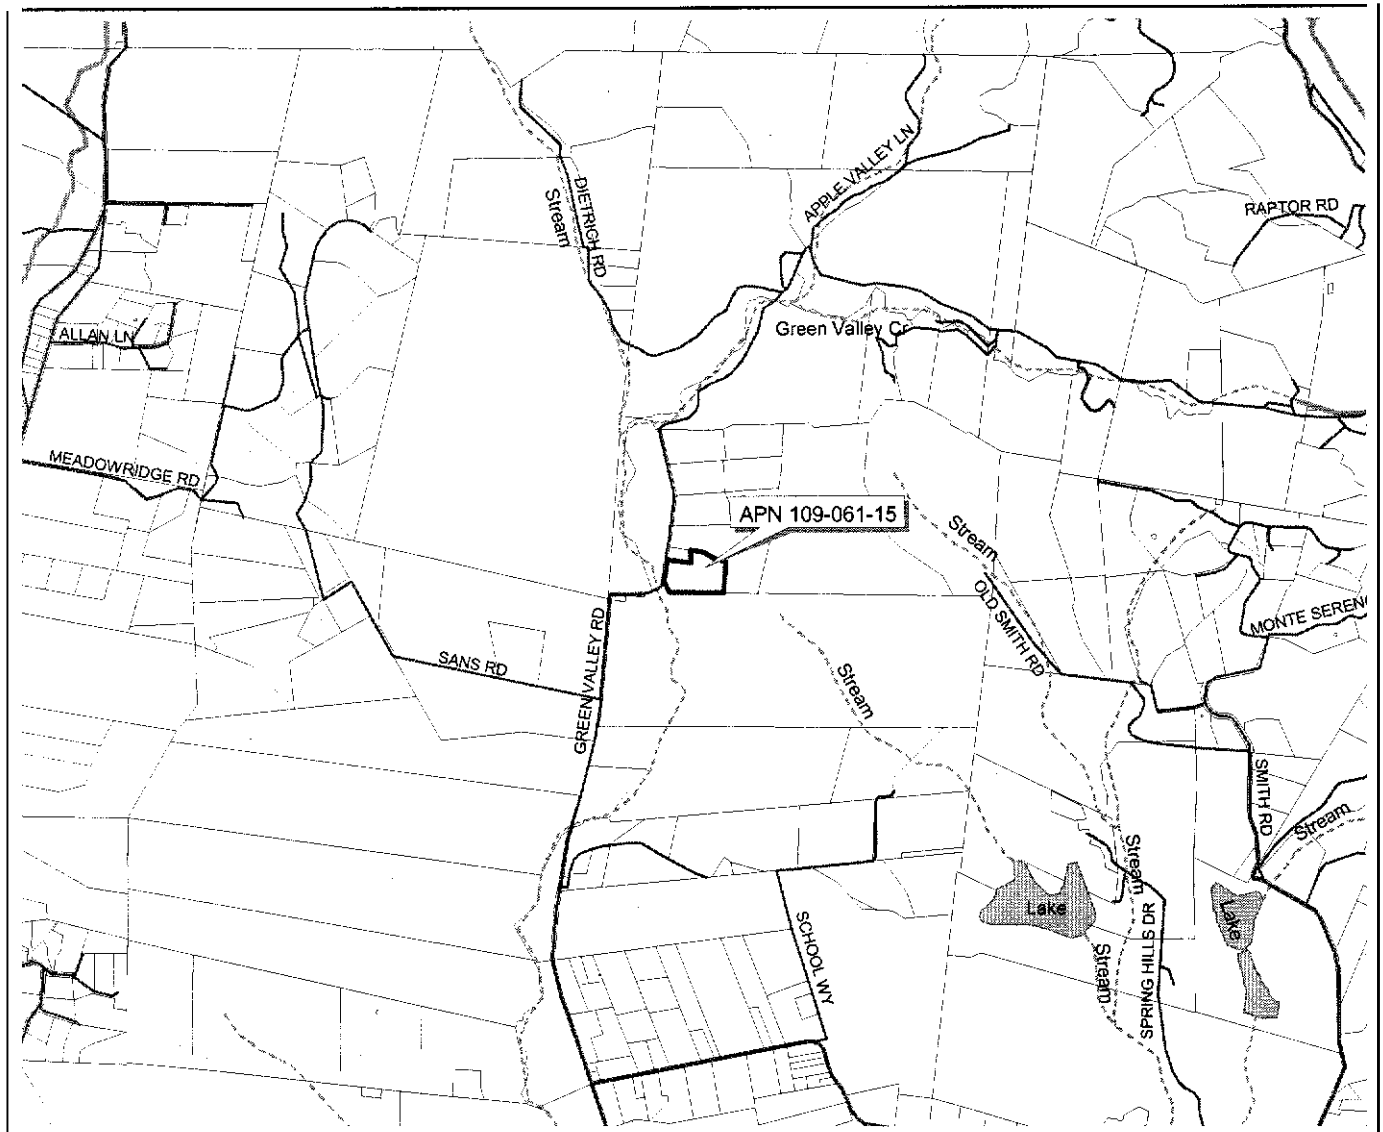 DIETRICH RD
Stream
APPLE VALLEY LN
RAPTOR RD
ALLAN LN
Green Valley Cr
MEADOWRIDGE RD
APN 109-061-15
Stream
OLD SMITH RD
MONTE SERENO
SANS RD
GREEN VALLEY RD
Stream
SMITH RD
Stream
Stream
Lake
Lake
SCHOOL WY
Stream
SPRING HILLS DR